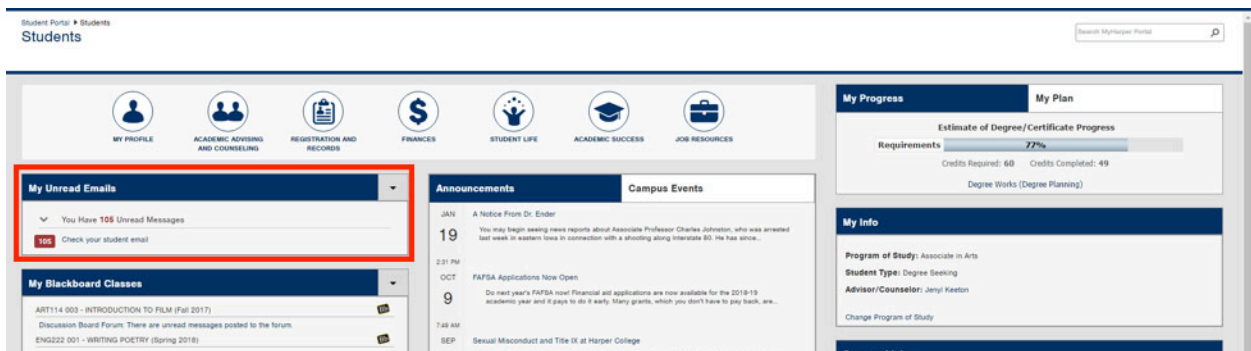 Student Portal ▶ Students
Students
Search MyHarper Portal
MY PROFILE
ACADEMIC ADVISING
AND COUNSELING
REGISTRATION AND
RECORDS
FINANCES
STUDENT LIFE
ACADEMIC SUCCESS
JOB RESOURCES
My Unread Emails
You Have 105 Unread Messages
105 Check your student email
My Blackboard Classes
ART114 003 - INTRODUCTION TO FILM (Fall 2017)
Discussion Board Forum: There are unread messages posted to the forum.
ENG222 001 - WRITING POETRY (Spring 2018)
Announcements
Campus Events
JAN
19
2:31 PM
A Notice From Dr. Ender
You may begin seeing news reports about Associate Professor Charles Johnston, who was arrested
last week in eastern Iowa in connection with a shooting along Interstate 80. He has since...
OCT
9
7:49 AM
FAFSA Applications Now Open
Do next year's FAFSA now! Financial aid applications are now available for the 2018-19
academic year and it pays to do it early. Many grants, which you don't have to pay back, are...
SEP
Sexual Misconduct and Title IX at Harper College
My Progress
My Plan
Estimate of Degree/Certificate Progress
Requirements 77%
Credits Required: 60 Credits Completed: 49
Degree Works (Degree Planning)
My Info
Program of Study: Associate in Arts
Student Type: Degree Seeking
Advisor/Counselor: Jenyl Keeton
Change Program of Study